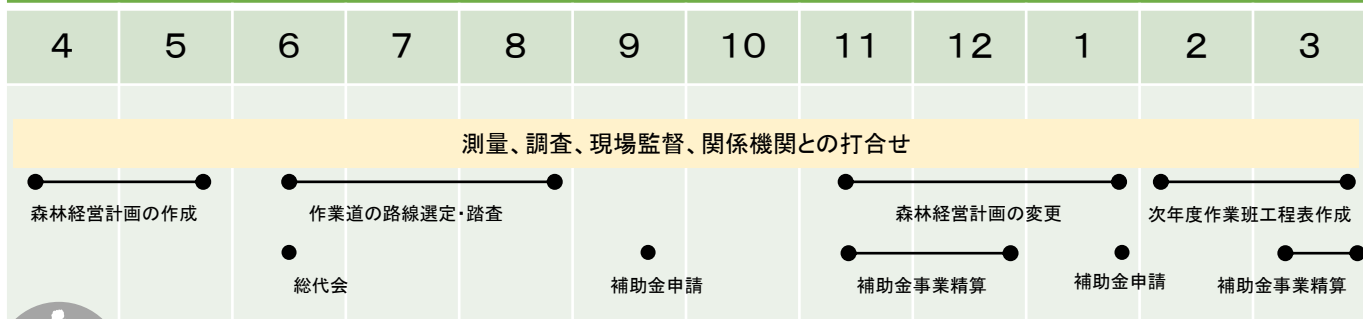 4 5 6 7 8 9 10 11 12 1 2 3
測量、調査、現場監督、関係機関との打合せ
森林経営計画の作成 作業道の路線選定・踏査 森林経営計画の変更 次年度作業班工程表作成
総代会 補助金申請 補助金事業精算 補助金申請 補助金事業精算